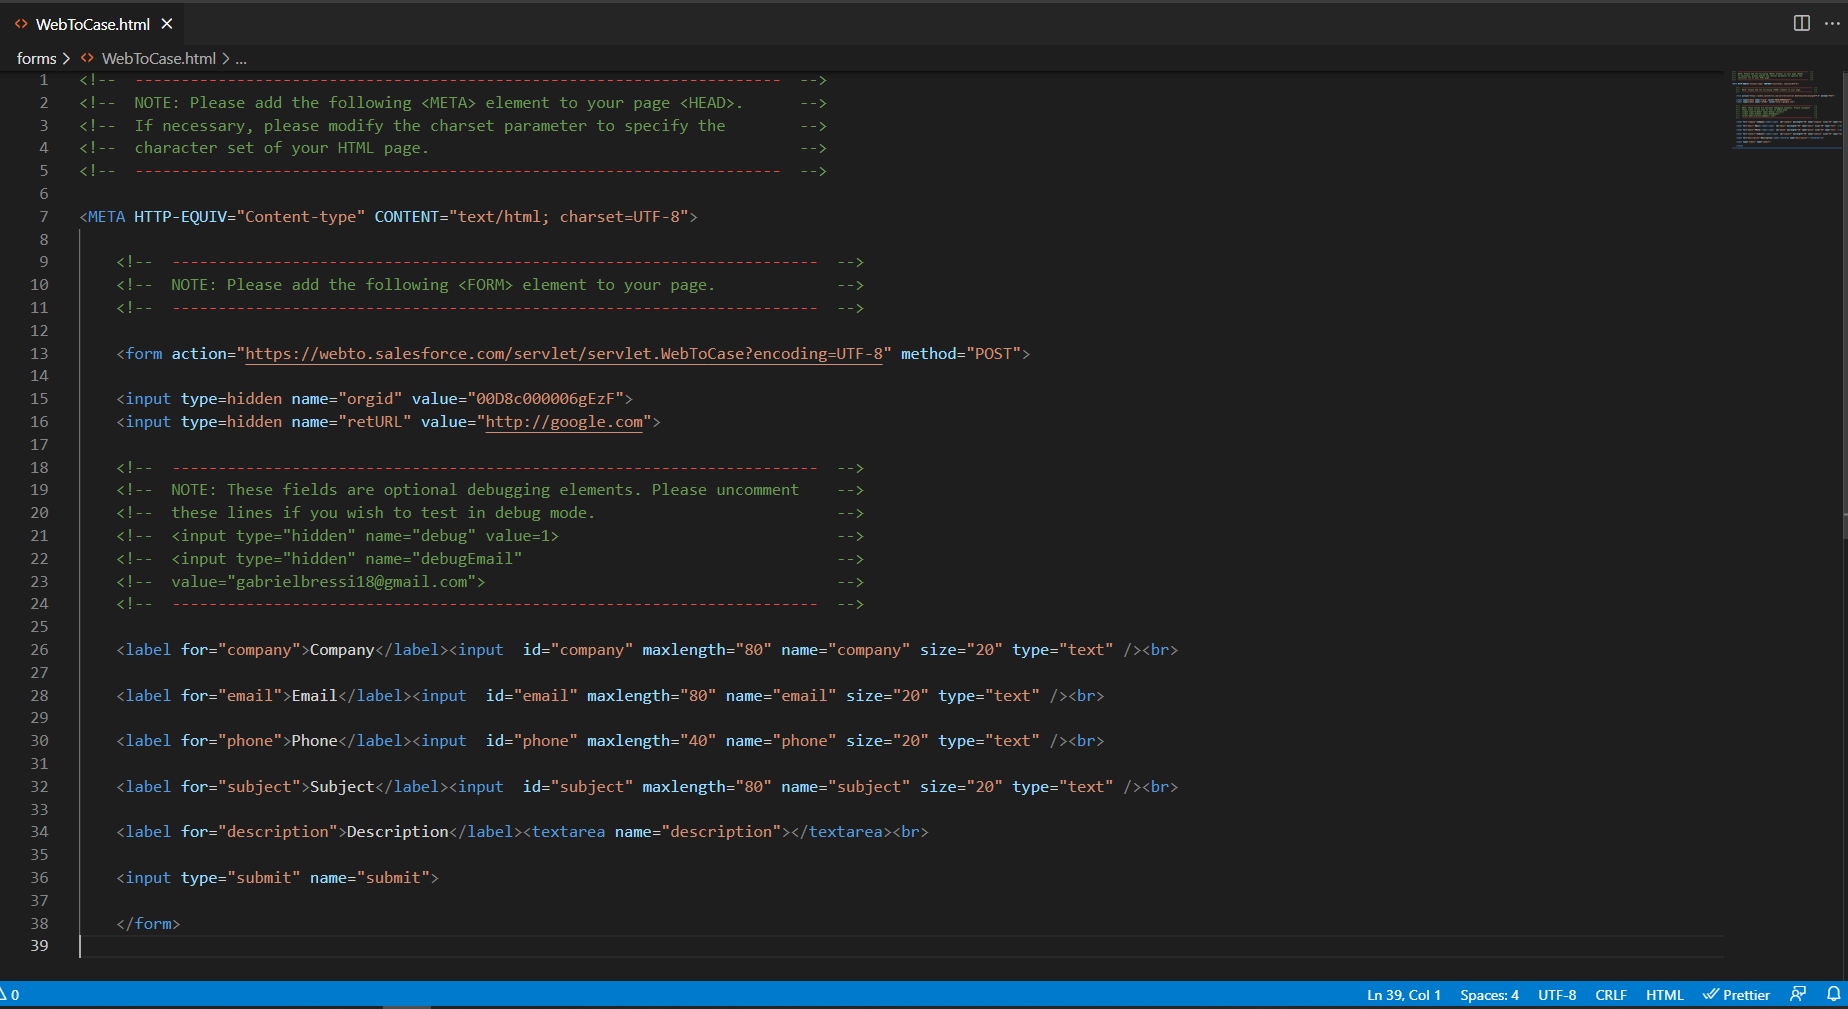 WebToCase.html
forms > WebToCase.html > ...
1 <!--  ----------------------------------------------------------------------  -->
2 <!--  NOTE: Please add the following <META> element to your page <HEAD>.      -->
3 <!--  If necessary, please modify the charset parameter to specify the        -->
4 <!--  character set of your HTML page.                                        -->
5 <!--  ----------------------------------------------------------------------  -->
6
7 <META HTTP-EQUIV="Content-type" CONTENT="text/html; charset=UTF-8">
8
9     <!--  ----------------------------------------------------------------------  -->
10     <!--  NOTE: Please add the following <FORM> element to your page.             -->
11     <!--  ----------------------------------------------------------------------  -->
12
13     <form action="https://webto.salesforce.com/servlet/servlet.WebToCase?encoding=UTF-8" method="POST">
14
15     <input type=hidden name="orgid" value="00D8c000006gEzF">
16     <input type=hidden name="retURL" value="http://google.com">
17
18     <!--  ----------------------------------------------------------------------  -->
19     <!--  NOTE: These fields are optional debugging elements. Please uncomment    -->
20     <!--  these lines if you wish to test in debug mode.                          -->
21     <!--  <input type="hidden" name="debug" value=1>                              -->
22     <!--  <input type="hidden" name="debugEmail"                                  -->
23     <!--  value="gabrielbressi18@gmail.com">                                      -->
24     <!--  ----------------------------------------------------------------------  -->
25
26     <label for="company">Company</label><input  id="company" maxlength="80" name="company" size="20" type="text" /><br>
27
28     <label for="email">Email</label><input  id="email" maxlength="80" name="email" size="20" type="text" /><br>
29
30     <label for="phone">Phone</label><input  id="phone" maxlength="40" name="phone" size="20" type="text" /><br>
31
32     <label for="subject">Subject</label><input  id="subject" maxlength="80" name="subject" size="20" type="text" /><br>
33
34     <label for="description">Description</label><textarea name="description"></textarea><br>
35
36     <input type="submit" name="submit">
37
38     </form>
39
0 Ln 39, Col 1 Spaces: 4 UTF-8 CRLF HTML Prettier